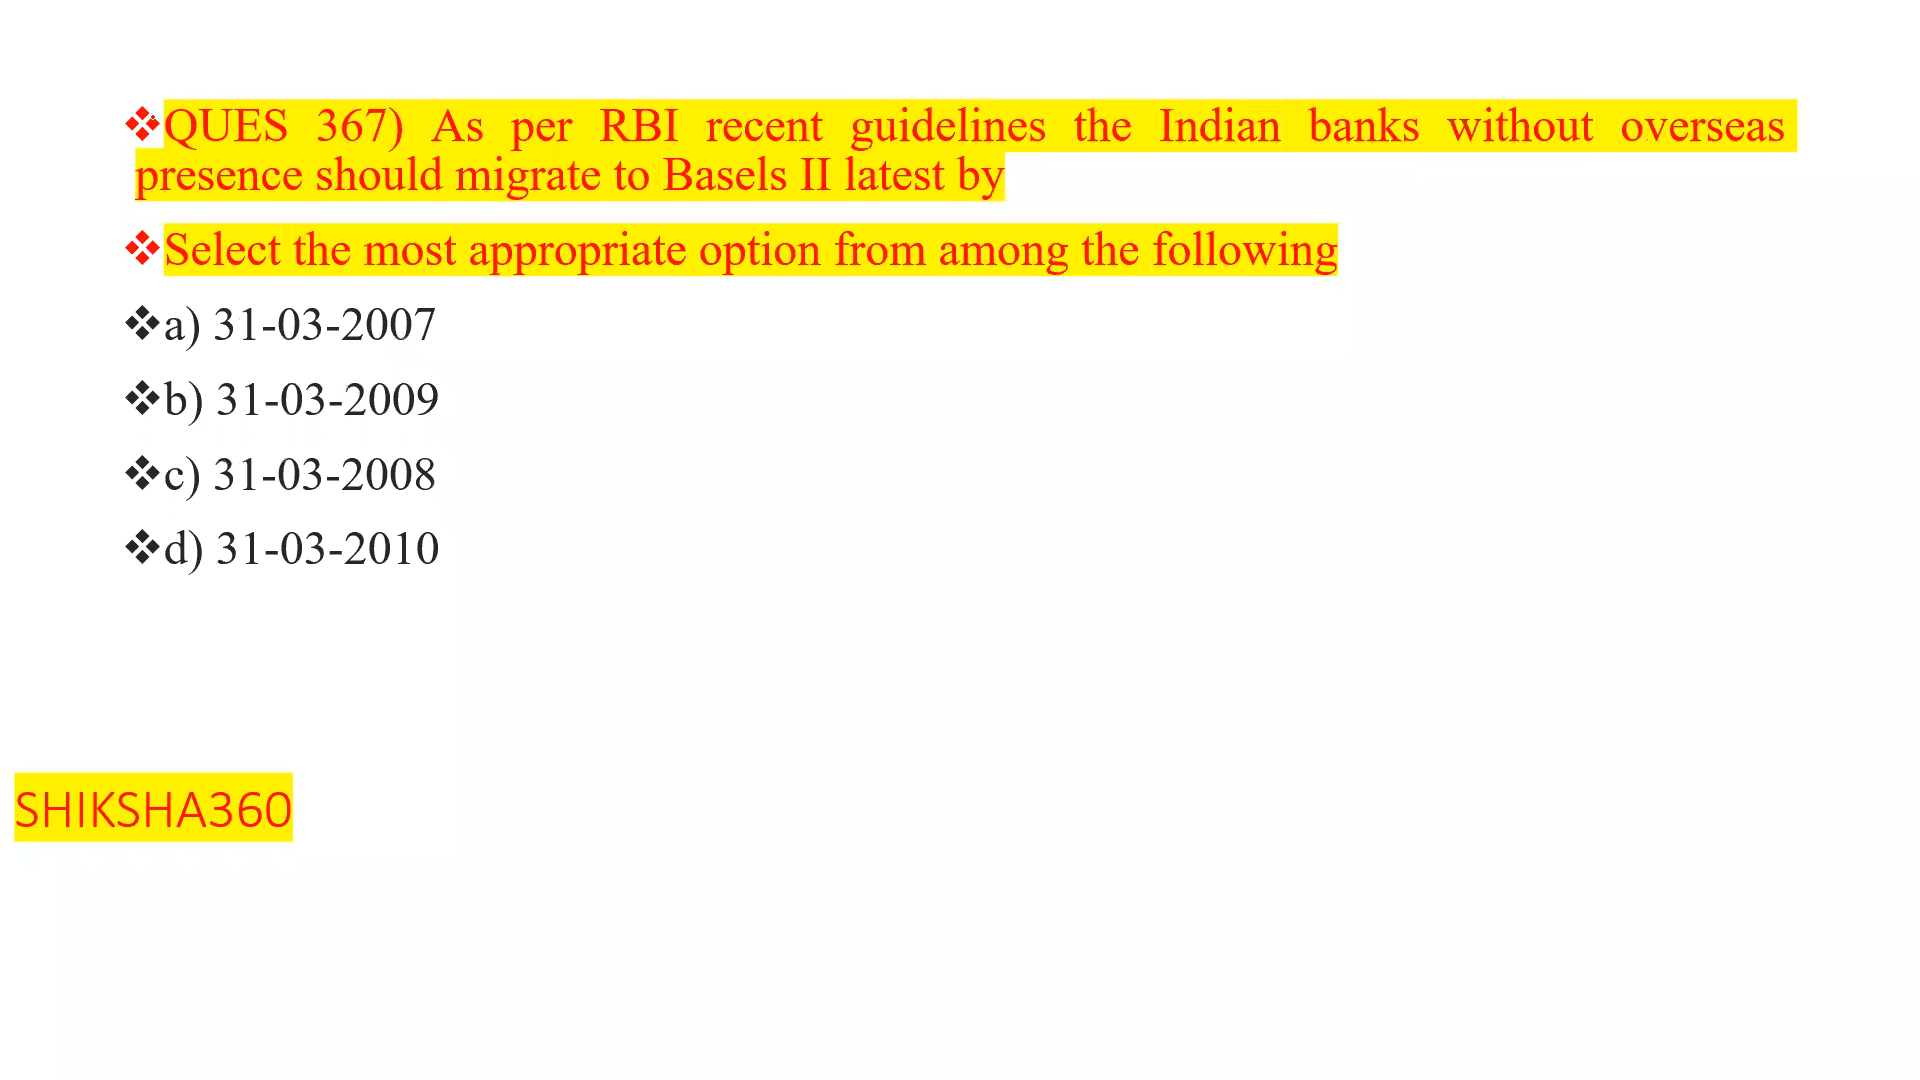 ❖QUES 367) As per RBI recent guidelines the Indian banks without overseas
presence should migrate to Basels II latest by
❖Select the most appropriate option from among the following
❖a) 31-03-2007
❖b) 31-03-2009
❖c) 31-03-2008
❖d) 31-03-2010
SHIKSHA360